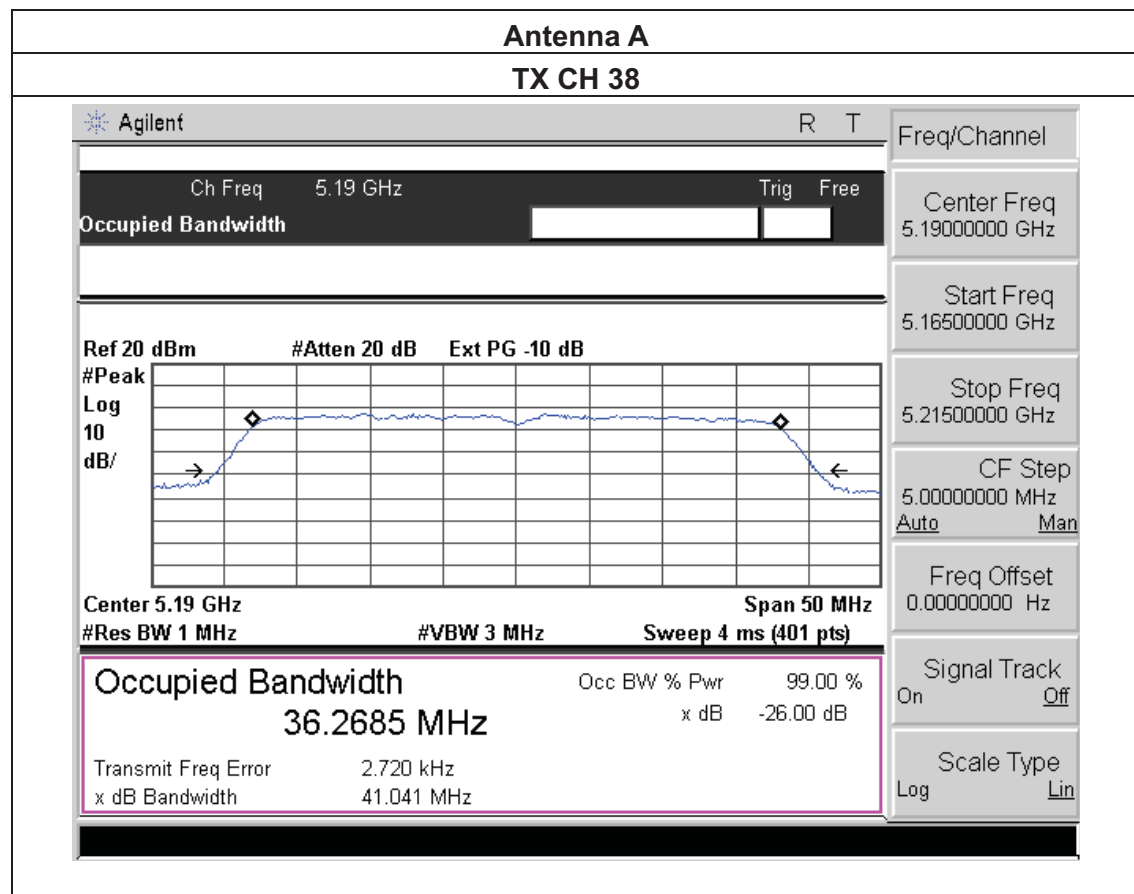 Antenna A
TX CH 38
Agilent R T
Ch Freq 5.19 GHz Trig Free
Occupied Bandwidth
Ref 20 dBm #Atten 20 dB Ext PG -10 dB
#Peak
Log
10
dB/
Center 5.19 GHz Span 50 MHz
#Res BW 1 MHz #VBW 3 MHz Sweep 4 ms (401 pts)
Occupied Bandwidth Occ BW % Pwr 99.00 %
36.2685 MHz x dB -26.00 dB
Transmit Freq Error 2.720 kHz
x dB Bandwidth 41.041 MHz
Freq/Channel
Center Freq
5.19000000 GHz
Start Freq
5.16500000 GHz
Stop Freq
5.21500000 GHz
CF Step
5.00000000 MHz
Auto Man
Freq Offset
0.00000000 Hz
Signal Track
On Off
Scale Type
Log Lin